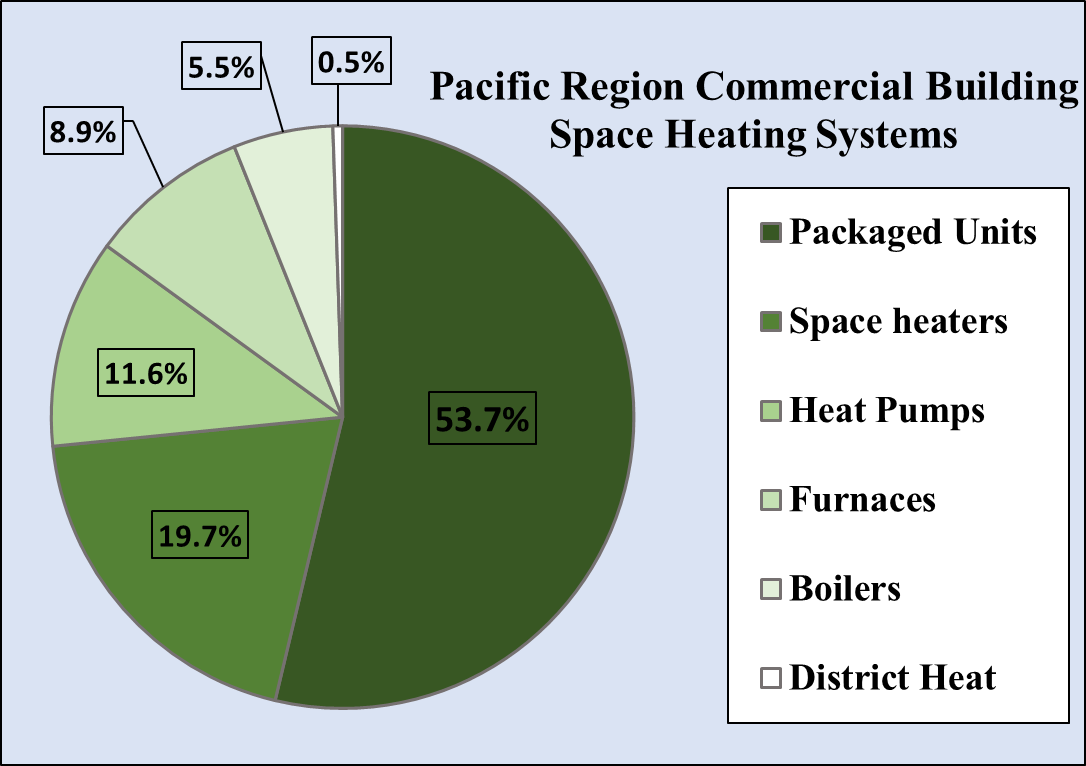 Pacific Region Commercial Building
Space Heating Systems
0.5%
5.5%
8.9%
11.6%
53.7%
19.7%
Packaged Units
Space heaters
Heat Pumps
Furnaces
Boilers
District Heat